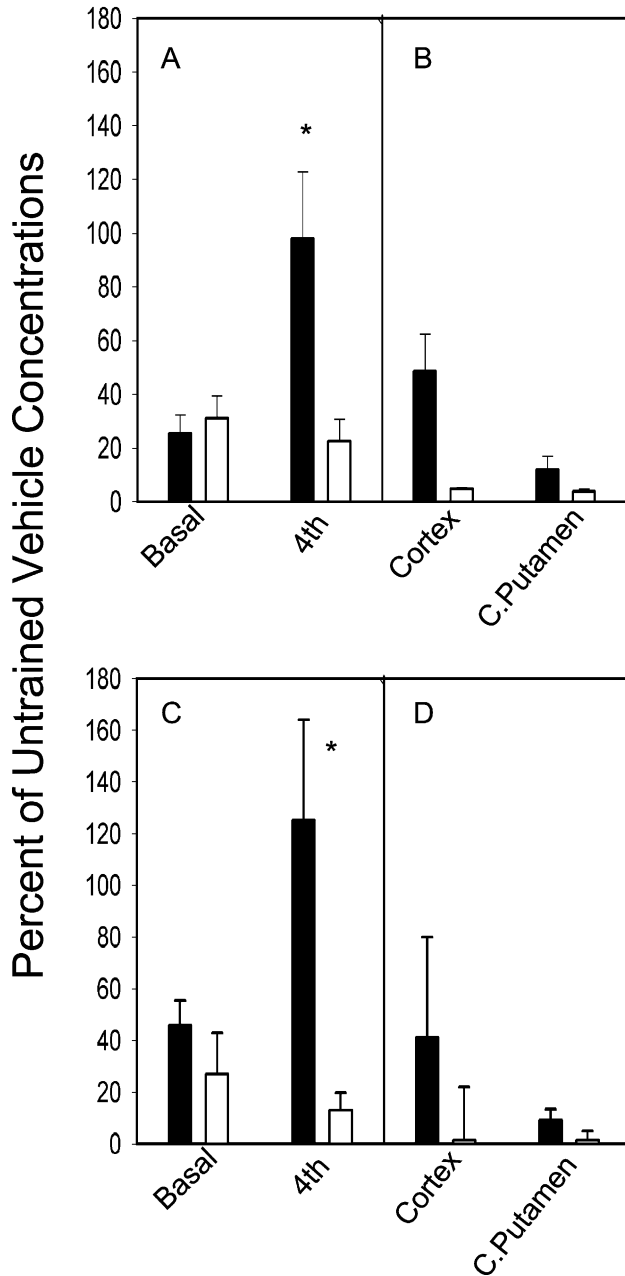 Percent of Untrained Vehicle Concentrations
180
160
140
120
100
80
60
40
20
0
A
*
B
Basal
4th
Cortex
C.Putamen
180
160
140
120
100
80
60
40
20
0
C
*
D
Basal
4th
Cortex
C.Putamen